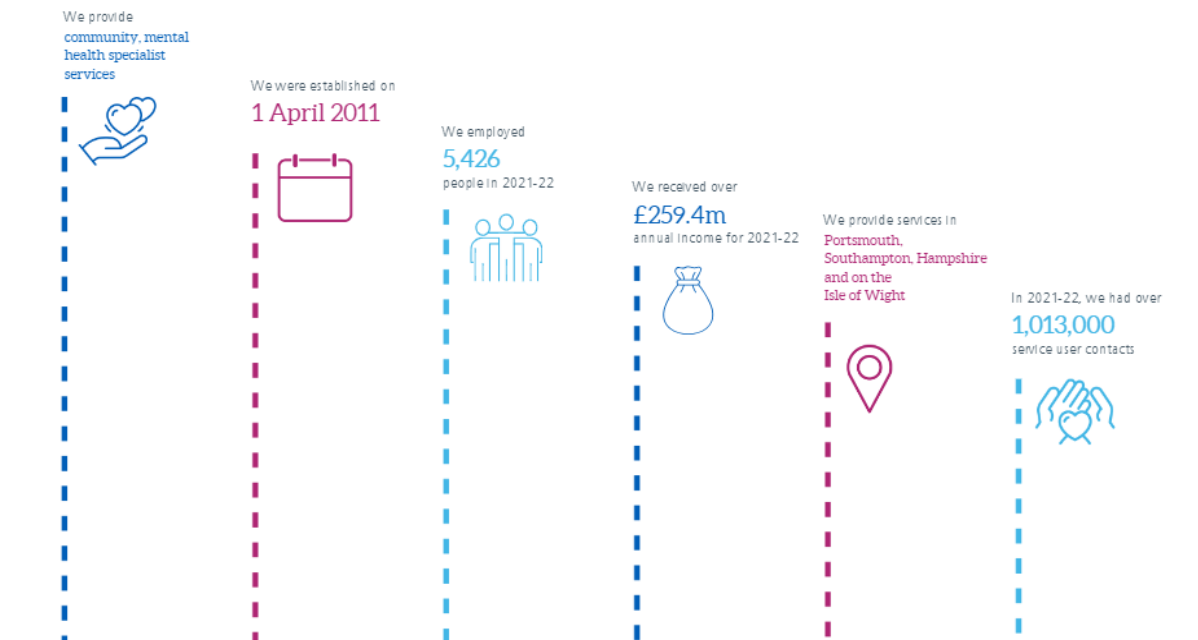 We provide
community, mental
health specialist
services
We were established on
1 April 2011
We employed
5,426
people in 2021-22
We received over
£259.4m
annual income for 2021-22
We provide services in
Portsmouth,
Southampton, Hampshire
and on the
Isle of Wight
In 2021-22, we had over
1,013,000
service user contacts